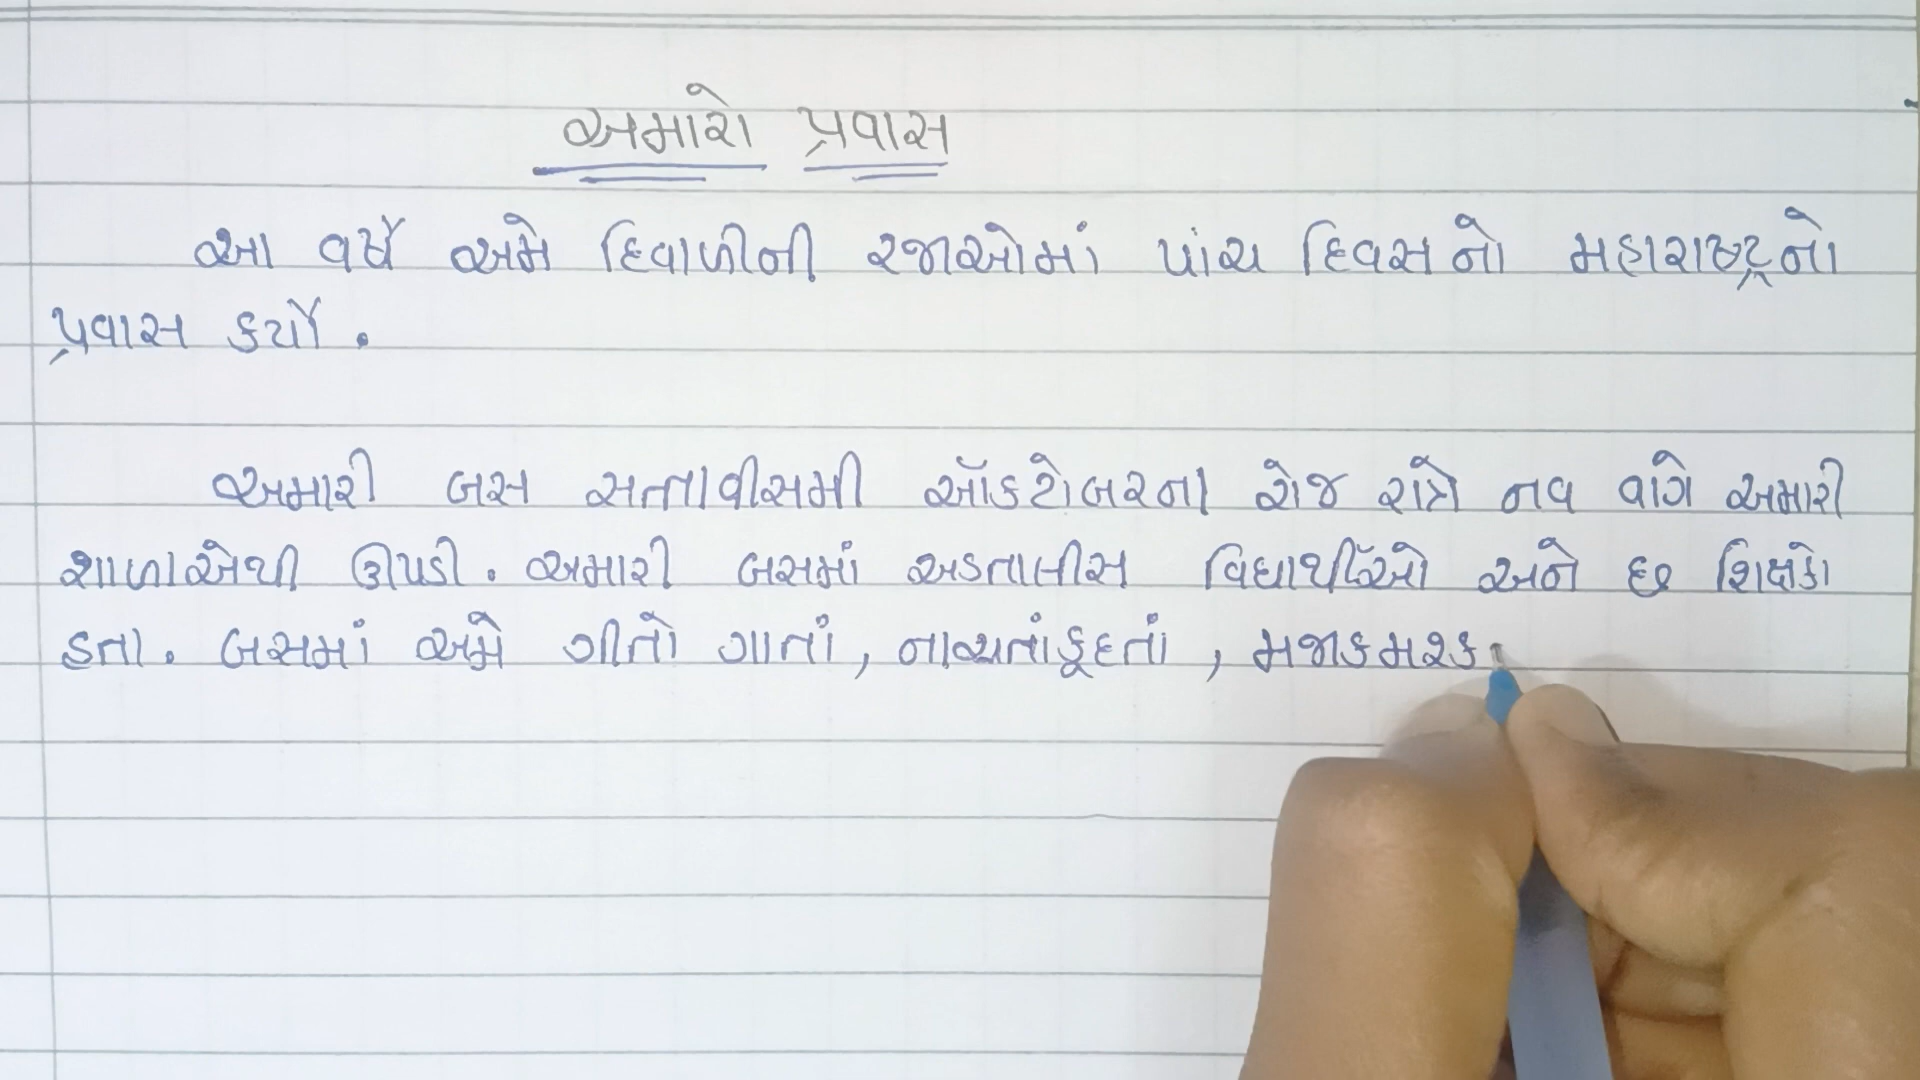 અમારો પ્રવાસ
આ વર્ષે અમે દિવાળીની રજાઓમાં પાંચ દિવસનો મહારાષ્ટ્રનો
પ્રવાસ કર્યો.
અમારી બસ સત્તાવીસમી ઑક્ટોબરના રોજ રાત્રે નવ વાગે અમારી
શાળાએથી ઊપડી. અમારી બસમાં અડતાલીસ વિદ્યાર્થીઓ અને છ શિક્ષકો
હતા. બસમાં અમે ગીતો ગાતાં, નાચતાંકૂદતાં, મજાકમશ્ક